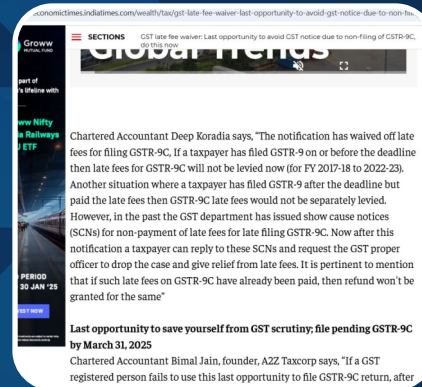 economictimes.indiatimes.com/wealth/tax/gst-late-fee-waiver-last-opportunity-to-avoid-gst-notice-due-to-non-fili
Groww
MUTUAL FUND
SECTIONS
GST late fee waiver: Last opportunity to avoid GST notice due to non-filing of GSTR-9C,
do this now
Global Trends
part of
's lifeline with
ww Nifty
a Railways
U ETF
PERIOD
30 JAN '25
VEST NOW
Chartered Accountant Deep Koradia says, "The notification has waived off late
fees for filing GSTR-9C, If a taxpayer has filed GSTR-9 on or before the deadline
then late fees for GSTR-9C will not be levied now (for FY 2017-18 to 2022-23).
Another situation where a taxpayer has filed GSTR-9 after the deadline but
paid the late fees then GSTR-9C late fees would not be separately levied.
However, in the past the GST department has issued show cause notices
(SCNs) for non-payment of late fees for late filing GSTR-9C. Now after this
notification a taxpayer can reply to these SCNs and request the GST proper
officer to drop the case and give relief from late fees. It is pertinent to mention
that if such late fees on GSTR-9C have already been paid, then refund won't be
granted for the same"
Last opportunity to save yourself from GST scrutiny; file pending GSTR-9C
by March 31, 2025
Chartered Accountant Bimal Jain, founder, A2Z Taxcorp says, "If a GST
registered person fails to use this last opportunity to file GSTR-9C return, after